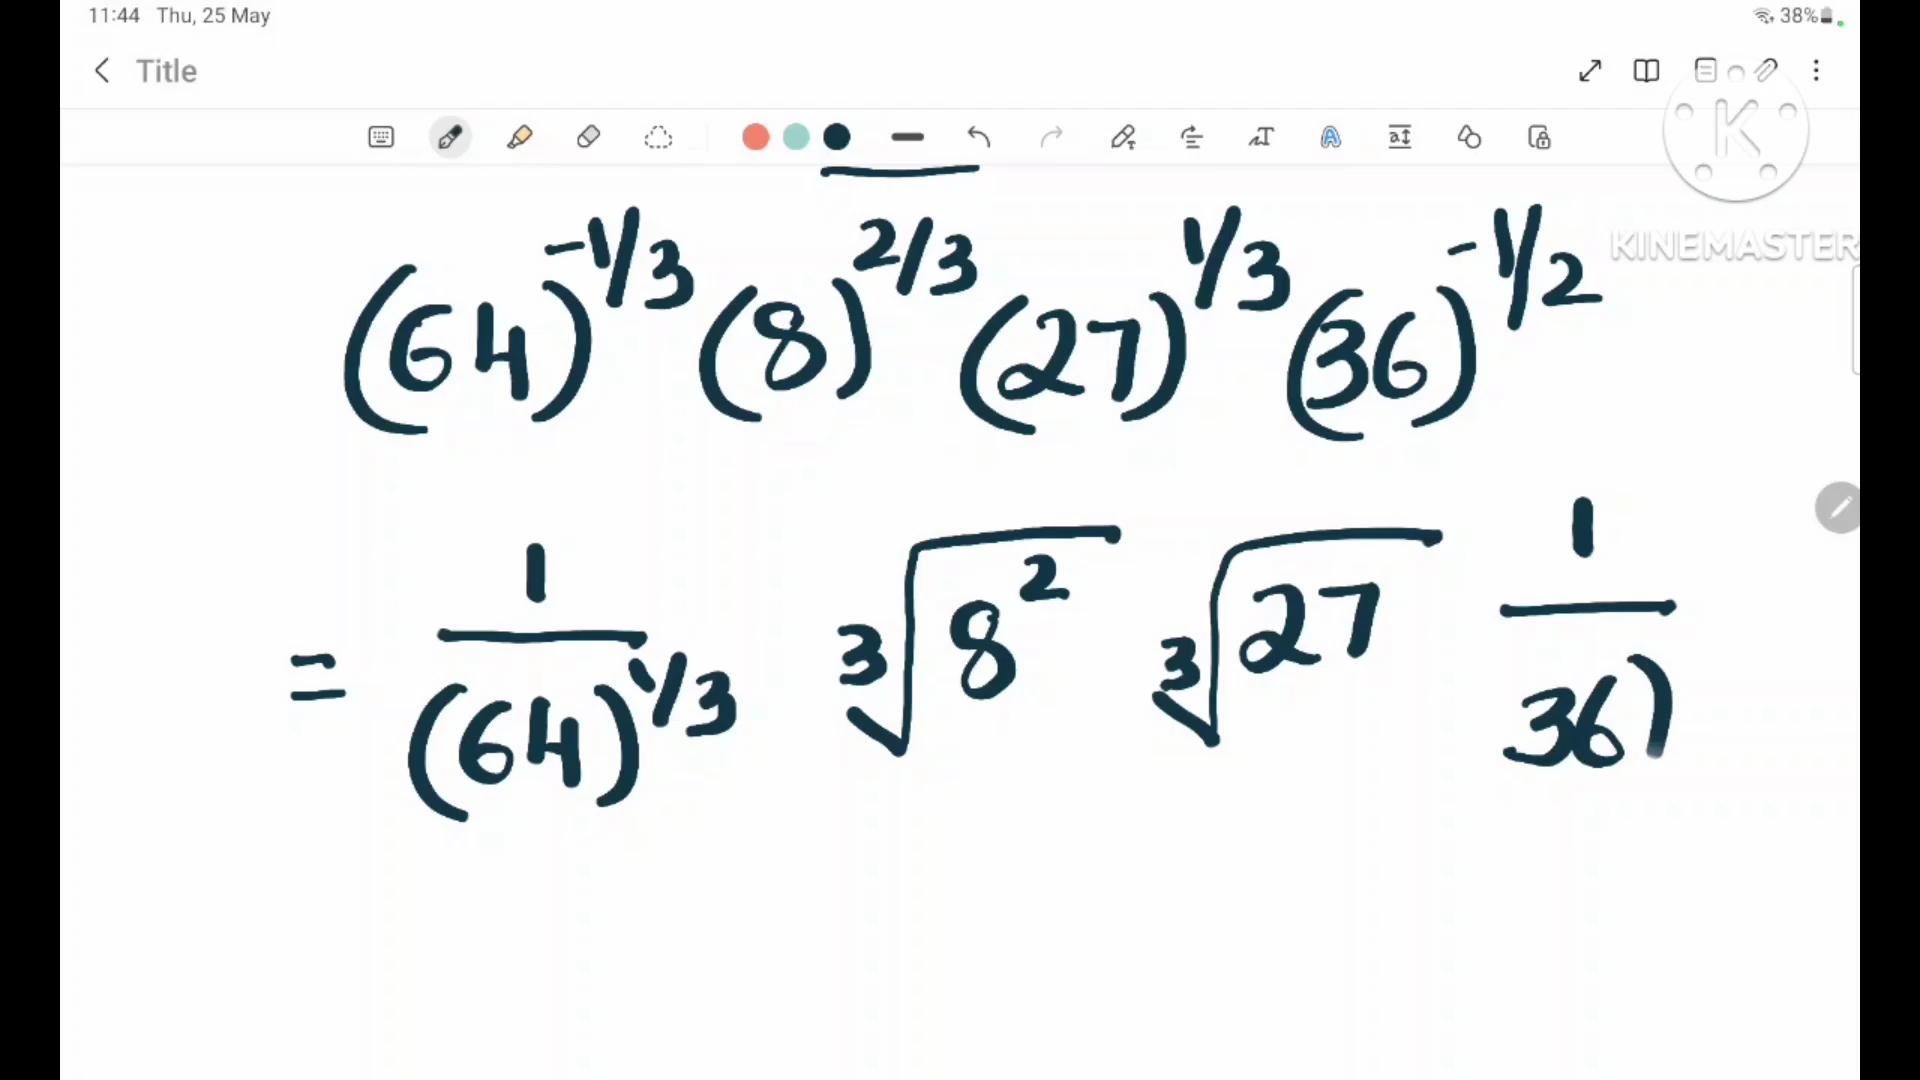 11:44 Thu, 25 May 38%
Title
K
KINEMASTER
(64)^-1/3 (8)^2/3 (27)^1/3 (36)^-1/2
= 1/(64)^1/3 ∛8² ∛27 1/36)